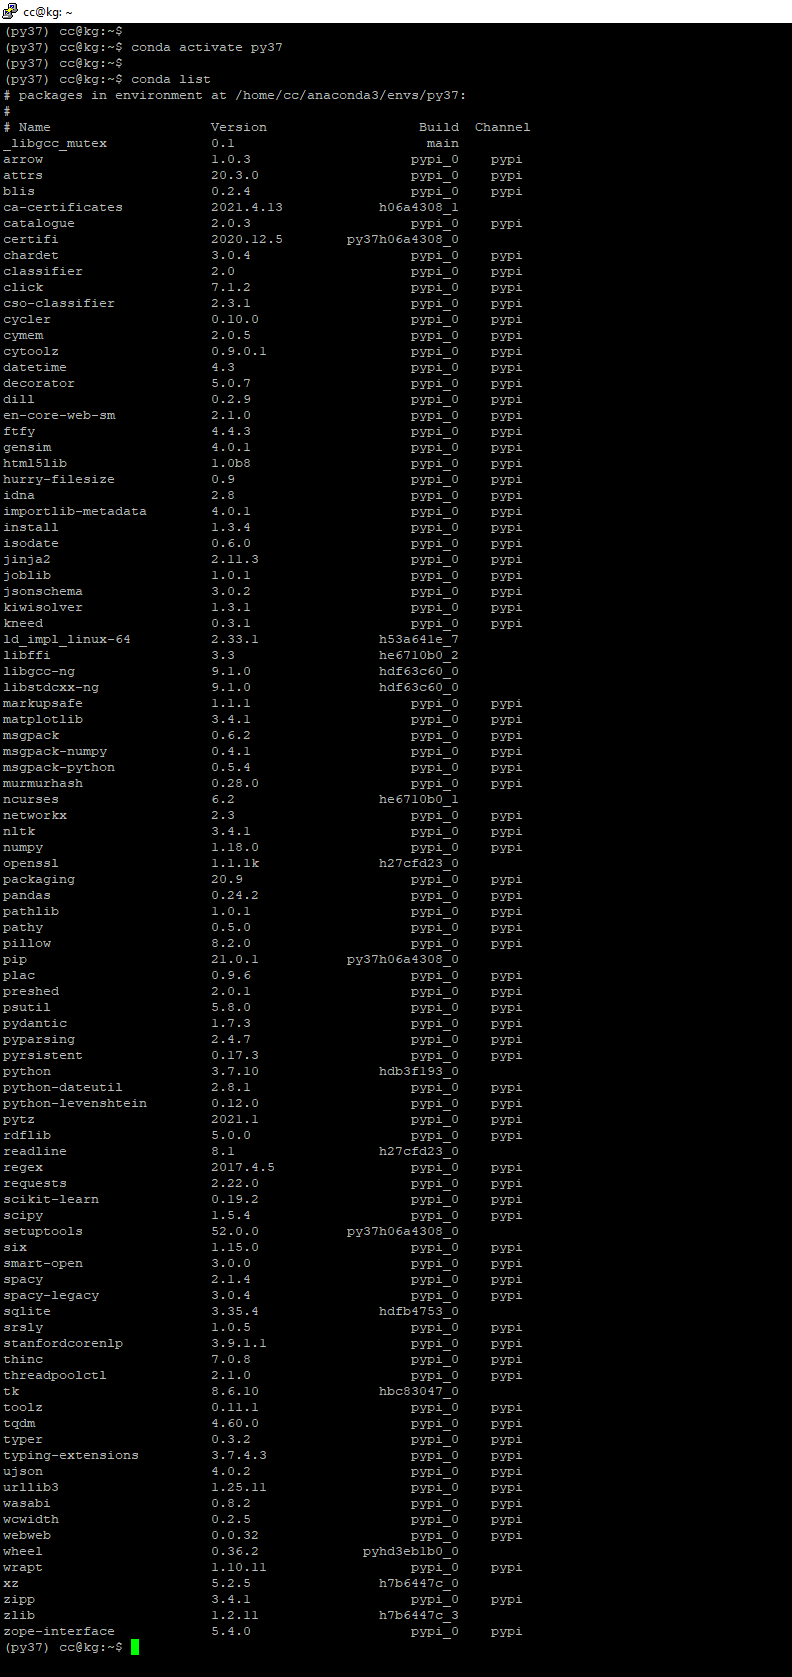 cc@kg: ~
(py37) cc@kg:~$
(py37) cc@kg:~$ conda activate py37
(py37) cc@kg:~$
(py37) cc@kg:~$ conda list
# packages in environment at /home/cc/anaconda3/envs/py37:
#
# Name Version Build Channel
_libgcc_mutex 0.1 main
arrow 1.0.3 pypi_0 pypi
attrs 20.3.0 pypi_0 pypi
blis 0.2.4 pypi_0 pypi
ca-certificates 2021.4.13 h06a4308_1
catalogue 2.0.3 pypi_0 pypi
certifi 2020.12.5 py37h06a4308_0
chardet 3.0.4 pypi_0 pypi
classifier 2.0 pypi_0 pypi
click 7.1.2 pypi_0 pypi
cso-classifier 2.3.1 pypi_0 pypi
cycler 0.10.0 pypi_0 pypi
cymem 2.0.5 pypi_0 pypi
cytoolz 0.9.0.1 pypi_0 pypi
datetime 4.3 pypi_0 pypi
decorator 5.0.7 pypi_0 pypi
dill 0.2.9 pypi_0 pypi
en-core-web-sm 2.1.0 pypi_0 pypi
ftfy 4.4.3 pypi_0 pypi
gensim 4.0.1 pypi_0 pypi
html5lib 1.0b8 pypi_0 pypi
hurry-filesize 0.9 pypi_0 pypi
idna 2.8 pypi_0 pypi
importlib-metadata 4.0.1 pypi_0 pypi
install 1.3.4 pypi_0 pypi
isodate 0.6.0 pypi_0 pypi
jinja2 2.11.3 pypi_0 pypi
joblib 1.0.1 pypi_0 pypi
jsonschema 3.0.2 pypi_0 pypi
kiwisolver 1.3.1 pypi_0 pypi
kneed 0.3.1 pypi_0 pypi
ld_impl_linux-64 2.33.1 h53a641e_7
libffi 3.3 he6710b0_2
libgcc-ng 9.1.0 hdf63c60_0
libstdcxx-ng 9.1.0 hdf63c60_0
markupsafe 1.1.1 pypi_0 pypi
matplotlib 3.4.1 pypi_0 pypi
msgpack 0.6.2 pypi_0 pypi
msgpack-numpy 0.4.1 pypi_0 pypi
msgpack-python 0.5.4 pypi_0 pypi
murmurhash 0.28.0 pypi_0 pypi
ncurses 6.2 he6710b0_1
networkx 2.3 pypi_0 pypi
nltk 3.4.1 pypi_0 pypi
numpy 1.18.0 pypi_0 pypi
openssl 1.1.1k h27cfd23_0
packaging 20.9 pypi_0 pypi
pandas 0.24.2 pypi_0 pypi
pathlib 1.0.1 pypi_0 pypi
pathy 0.5.0 pypi_0 pypi
pillow 8.2.0 pypi_0 pypi
pip 21.0.1 py37h06a4308_0
plac 0.9.6 pypi_0 pypi
preshed 2.0.1 pypi_0 pypi
psutil 5.8.0 pypi_0 pypi
pydantic 1.7.3 pypi_0 pypi
pyparsing 2.4.7 pypi_0 pypi
pyrsistent 0.17.3 pypi_0 pypi
python 3.7.10 hdb3f193_0
python-dateutil 2.8.1 pypi_0 pypi
python-levenshtein 0.12.0 pypi_0 pypi
pytz 2021.1 pypi_0 pypi
rdflib 5.0.0 pypi_0 pypi
readline 8.1 h27cfd23_0
regex 2017.4.5 pypi_0 pypi
requests 2.22.0 pypi_0 pypi
scikit-learn 0.19.2 pypi_0 pypi
scipy 1.5.4 pypi_0 pypi
setuptools 52.0.0 py37h06a4308_0
six 1.15.0 pypi_0 pypi
smart-open 3.0.0 pypi_0 pypi
spacy 2.1.4 pypi_0 pypi
spacy-legacy 3.0.4 pypi_0 pypi
sqlite 3.35.4 hdfb4753_0
srsly 1.0.5 pypi_0 pypi
stanfordcorenlp 3.9.1.1 pypi_0 pypi
thinc 7.0.8 pypi_0 pypi
threadpoolctl 2.1.0 pypi_0 pypi
tk 8.6.10 hbc83047_0
toolz 0.11.1 pypi_0 pypi
tqdm 4.60.0 pypi_0 pypi
typer 0.3.2 pypi_0 pypi
typing-extensions 3.7.4.3 pypi_0 pypi
ujson 4.0.2 pypi_0 pypi
urllib3 1.25.11 pypi_0 pypi
wasabi 0.8.2 pypi_0 pypi
wcwidth 0.2.5 pypi_0 pypi
webweb 0.0.32 pypi_0 pypi
wheel 0.36.2 pyhd3eb1b0_0
wrapt 1.10.11 pypi_0 pypi
xz 5.2.5 h7b6447c_0
zipp 3.4.1 pypi_0 pypi
zlib 1.2.11 h7b6447c_3
zope-interface 5.4.0 pypi_0 pypi
(py37) cc@kg:~$